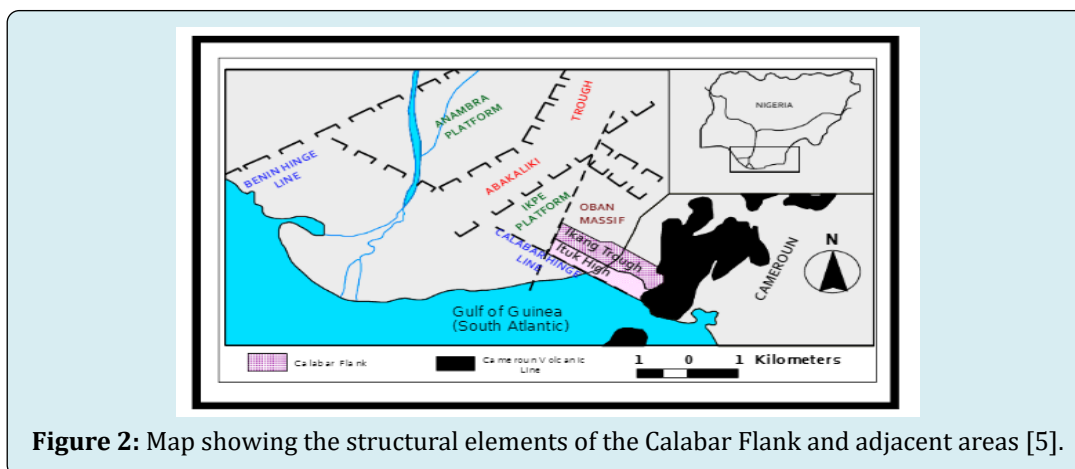 NIGERIA
ANAMBRA
PLATFORM
TROUGH
BENIN HINGE
LINE
ABAKALIKI
IKPE
PLATFORM
OBAN
MASSIF
CALABAR HINGE
LINE
Ikang Trough
Ituk High
CAMEROUN
N
Gulf of Guinea
(South Atlantic)
Calabar Flank
Cameroun Volcanic
Line
1 0 1 Kilometers
Figure 2: Map showing the structural elements of the Calabar Flank and adjacent areas [5].